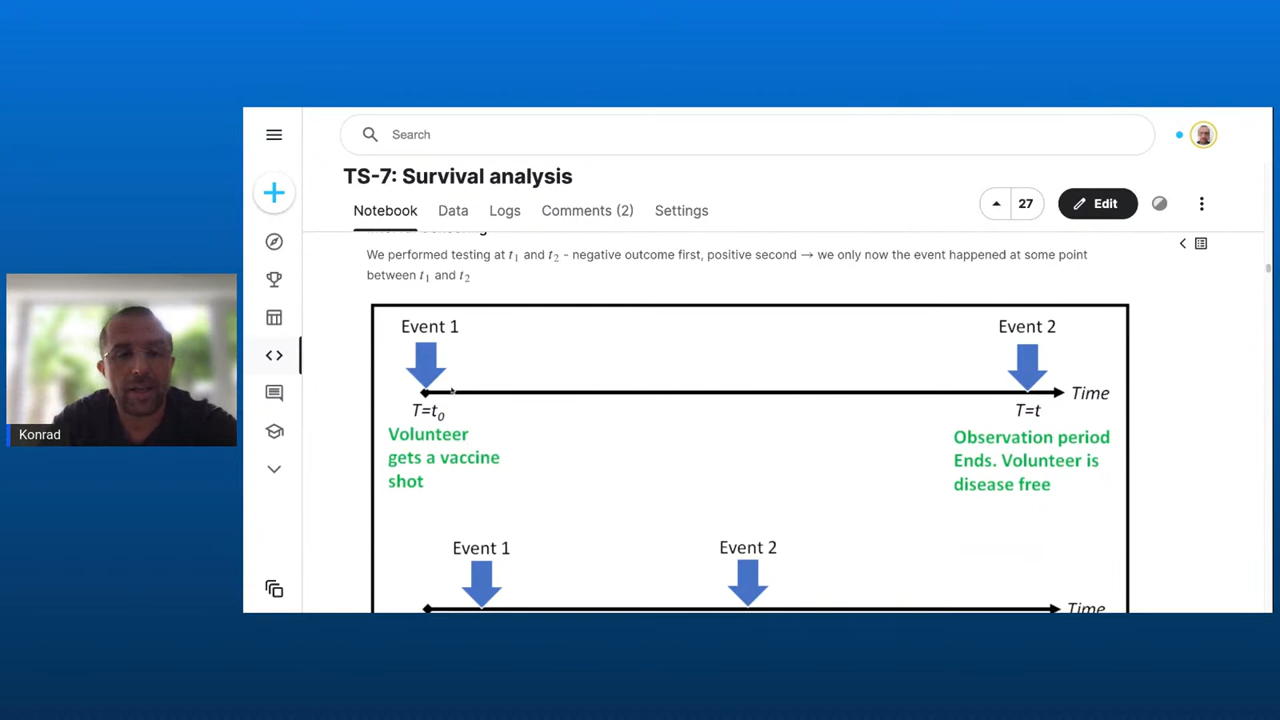 Search
TS-7: Survival analysis
Notebook
Data
Logs
Comments (2)
Settings
27
Edit
We performed testing at t1 and t2 - negative outcome first, positive second → we only now the event happened at some point
between t1 and t2
Event 1
Event 2
Time
T=t0
T=t
Volunteer
gets a vaccine
shot
Observation period
Ends. Volunteer is
disease free
Event 1
Event 2
Time
Konrad